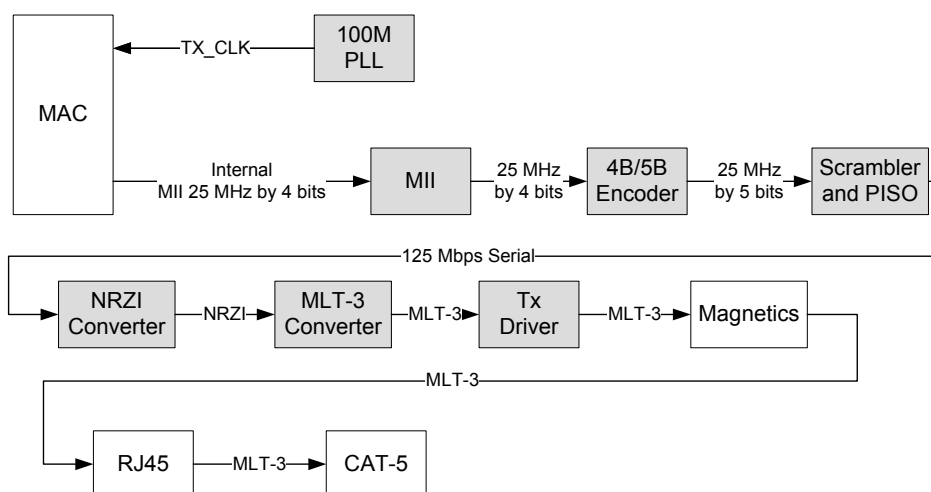 TX_CLK
100M
PLL
MAC
Internal
MII 25 MHz by 4 bits
MII
25 MHz
by 4 bits
4B/5B
Encoder
25 MHz
by 5 bits
Scrambler
and PISO
125 Mbps Serial
NRZI
Converter
NRZI
MLT-3
Converter
MLT-3
Tx
Driver
MLT-3
Magnetics
MLT-3
RJ45
MLT-3
CAT-5